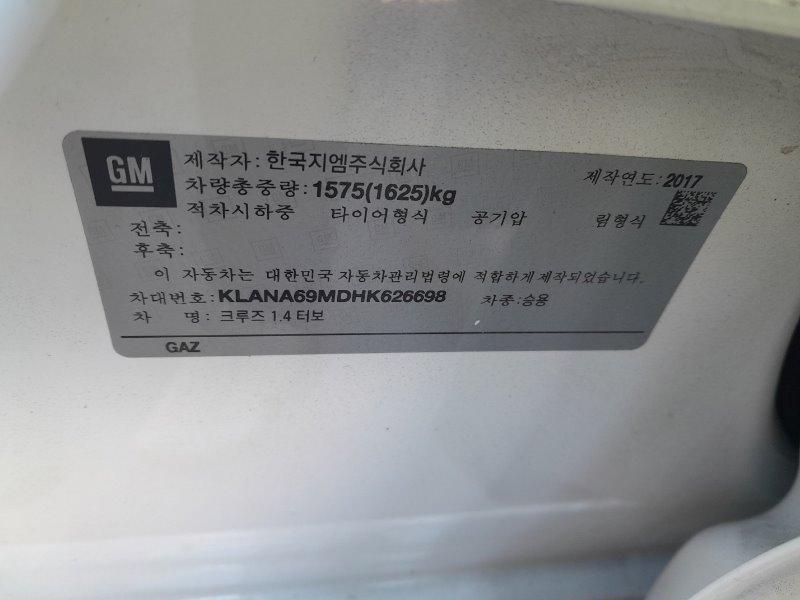 GM
제작자: 한국지엠주식회사
제작연도: 2017
차량총중량: 1575(1625)kg
적차시하중 타이어형식 공기압 림형식
전축:
후축:
이 자동차는 대한민국 자동차관리법령에 적합하게 제작되었습니다.
차대번호: KLANA69MDHK626698 차종: 승용
차 명: 크루즈 1.4 터보
GAZ